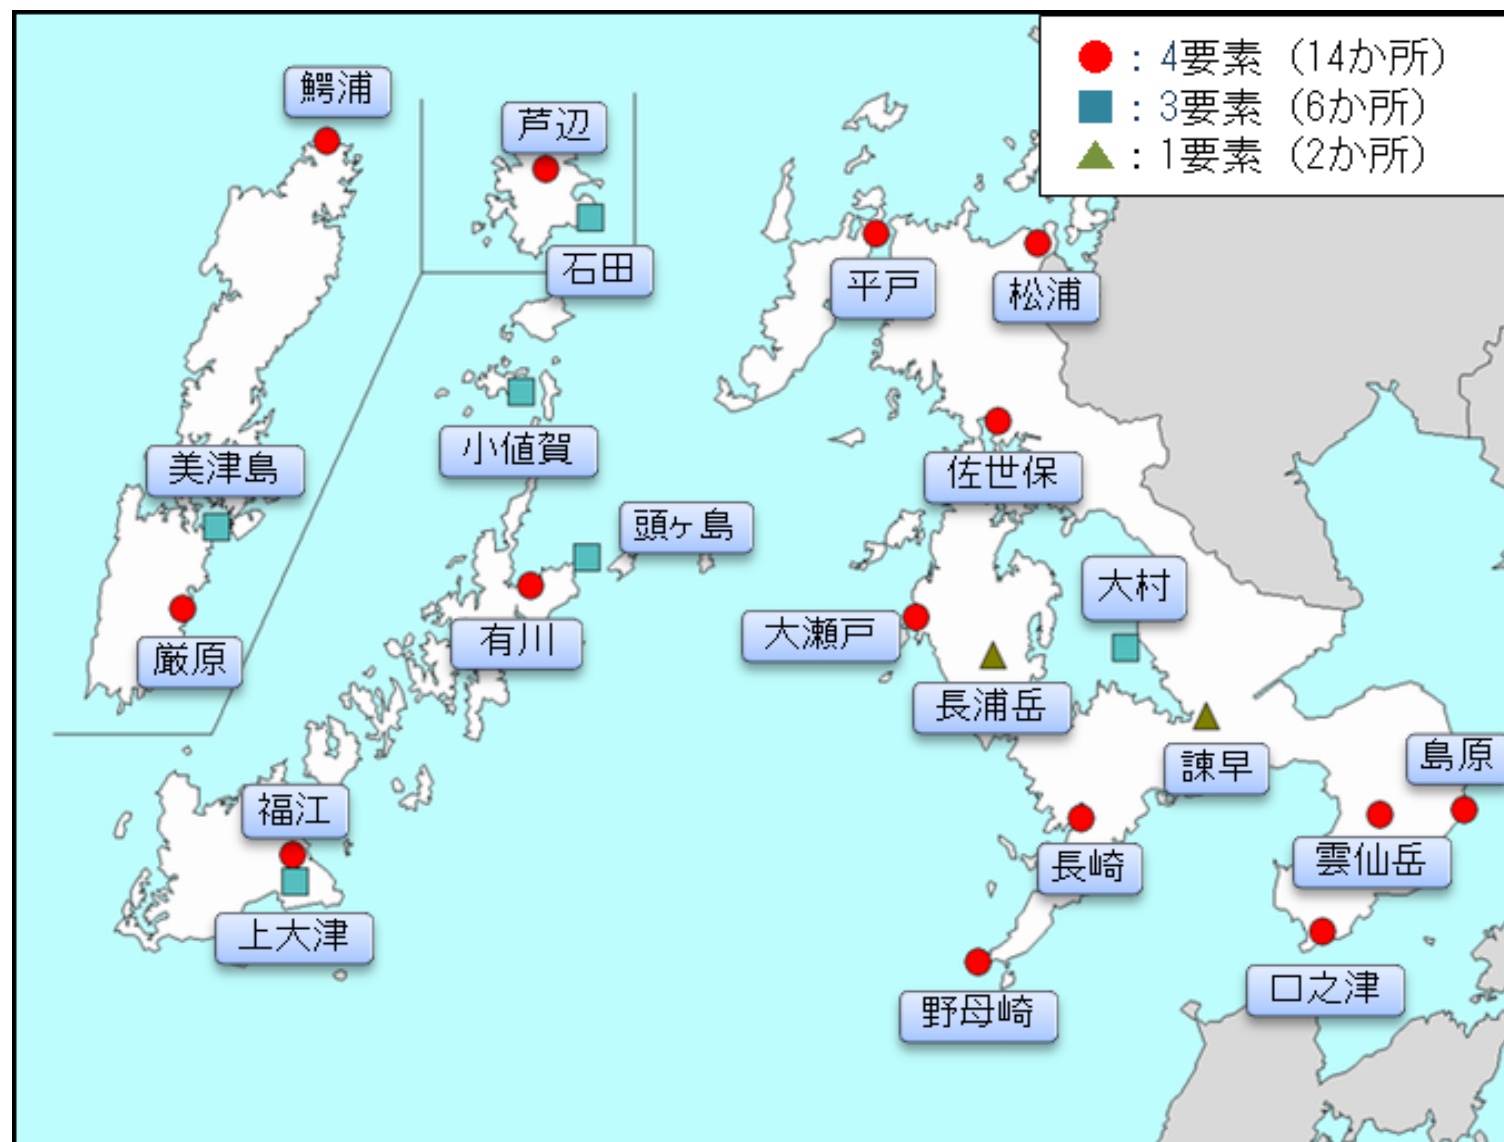 ●：4要素（14か所）
■：3要素（6か所）
▲：1要素（2か所）
鰐浦
芦辺
石田
平戸
松浦
小値賀
佐世保
美津島
頭ヶ島
大村
有川
大瀬戸
厳原
長浦岳
諫早
島原
福江
長崎
雲仙岳
上大津
口之津
野母崎